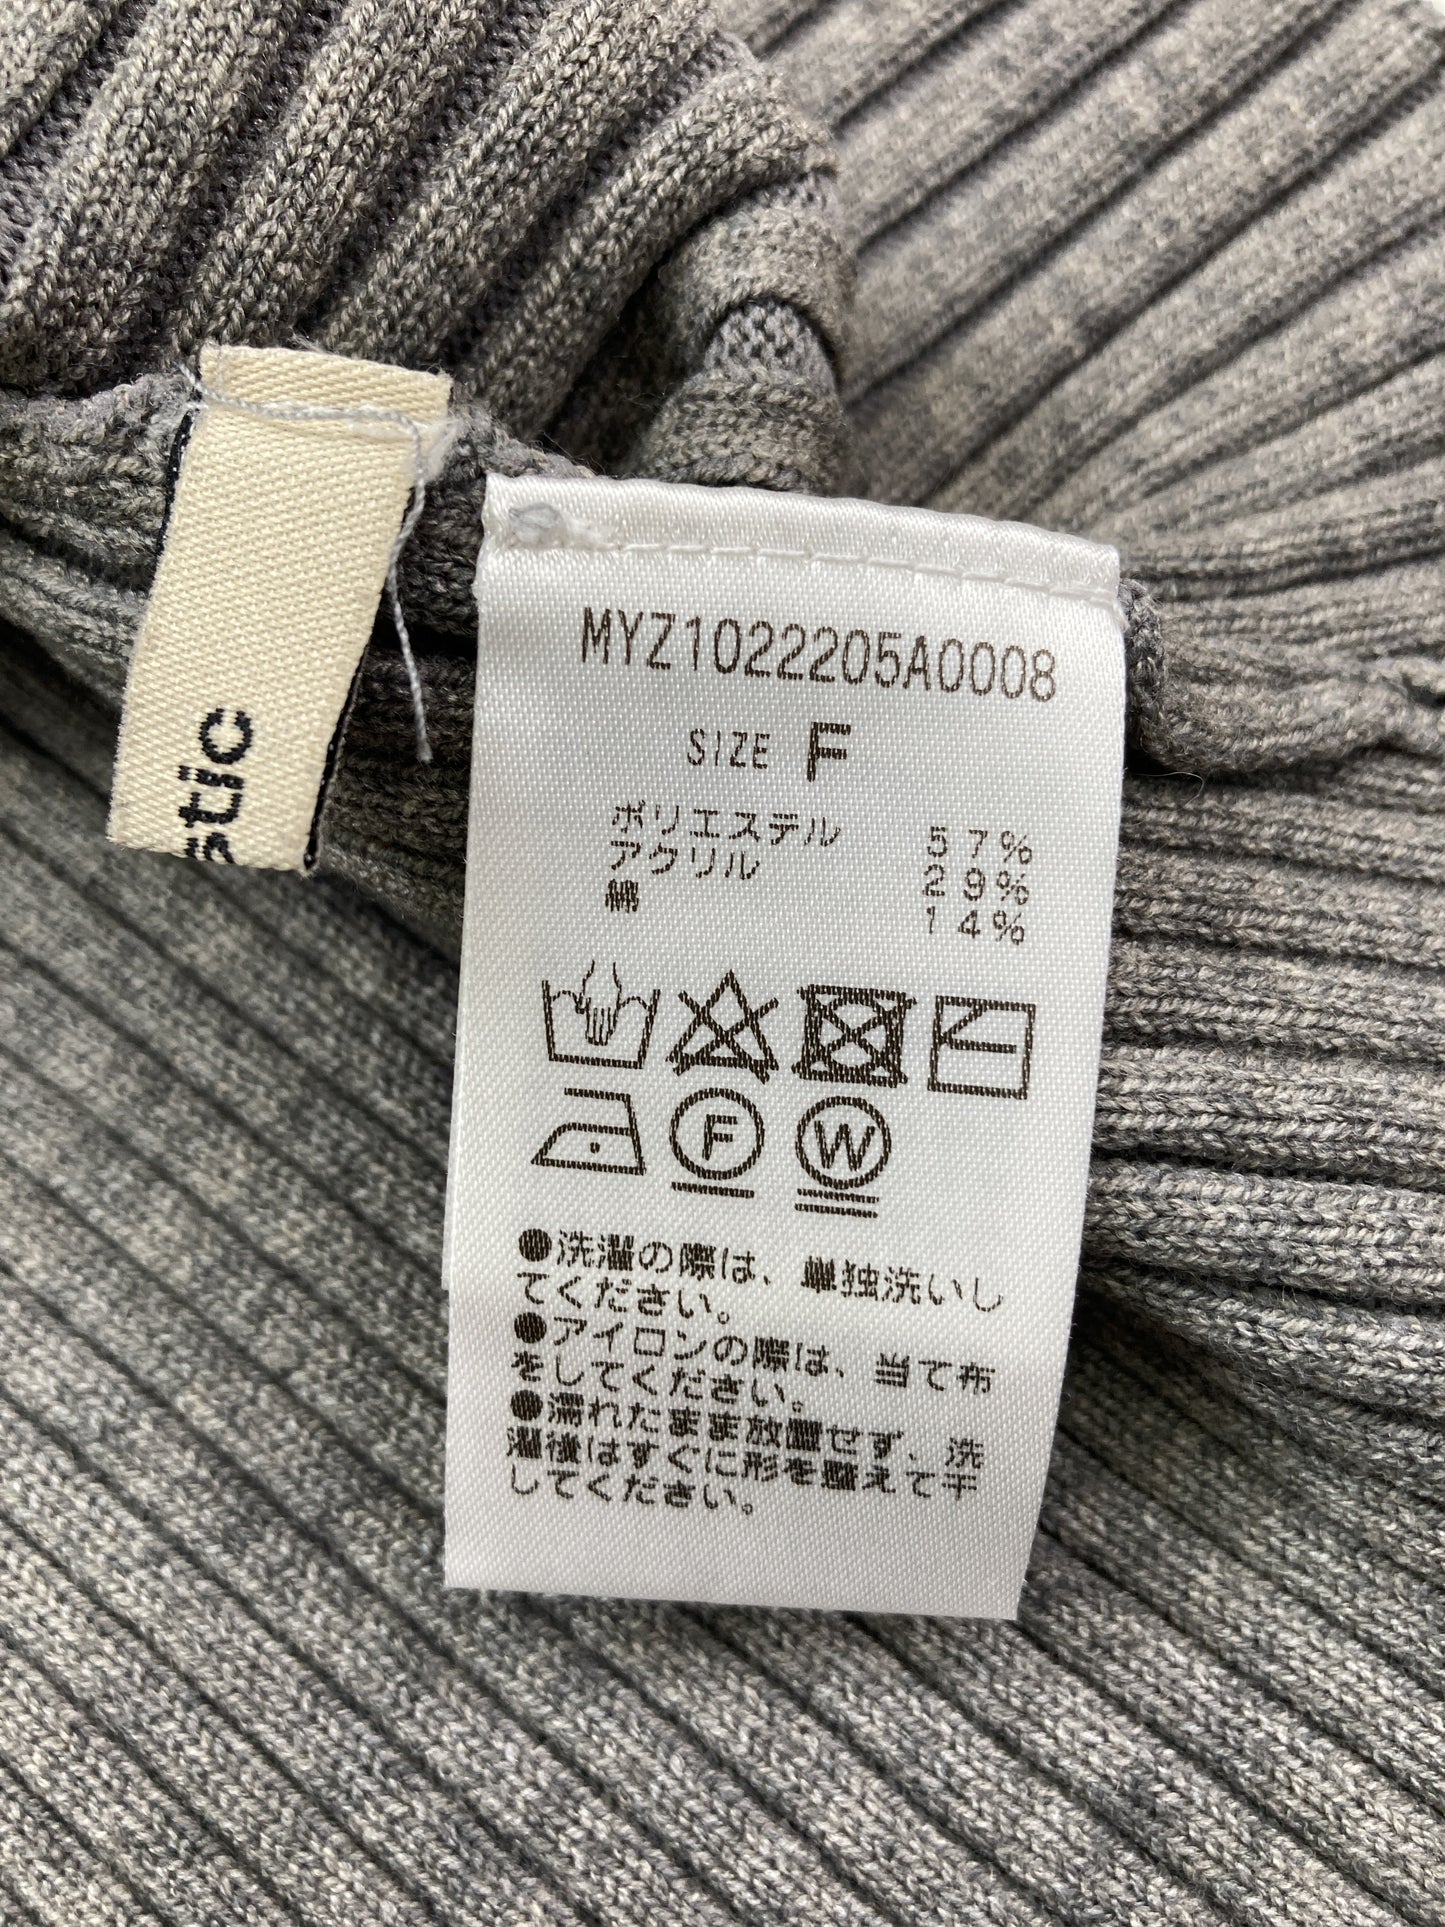 stic
MYZ1022205A0008
SIZE F
ポリエステル 57%
アクリル 29%
綿 14%
F
W
●洗濯の際は、単独洗いし
てください。
●アイロンの際は、当て布
をしてください。
●濡れたまま放置せず、洗
濯後はすぐに形を整えて干
してください。